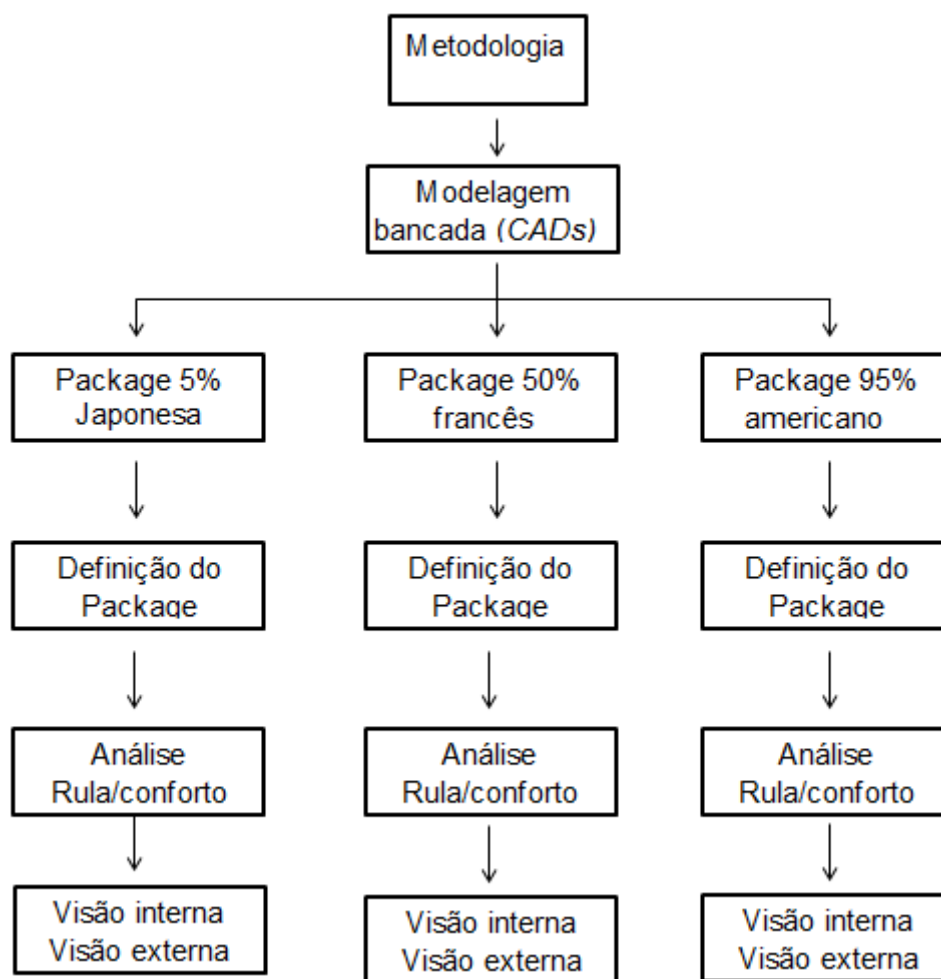 Metodologia
Modelagem
bancada (CADs)
Package 5%
Japonesa
Package 50%
francês
Package 95%
americano
Definição do
Package
Definição do
Package
Definição do
Package
Análise
Rula/conforto
Análise
Rula/conforto
Análise
Rula/conforto
Visão interna
Visão externa
Visão interna
Visão externa
Visão interna
Visão externa